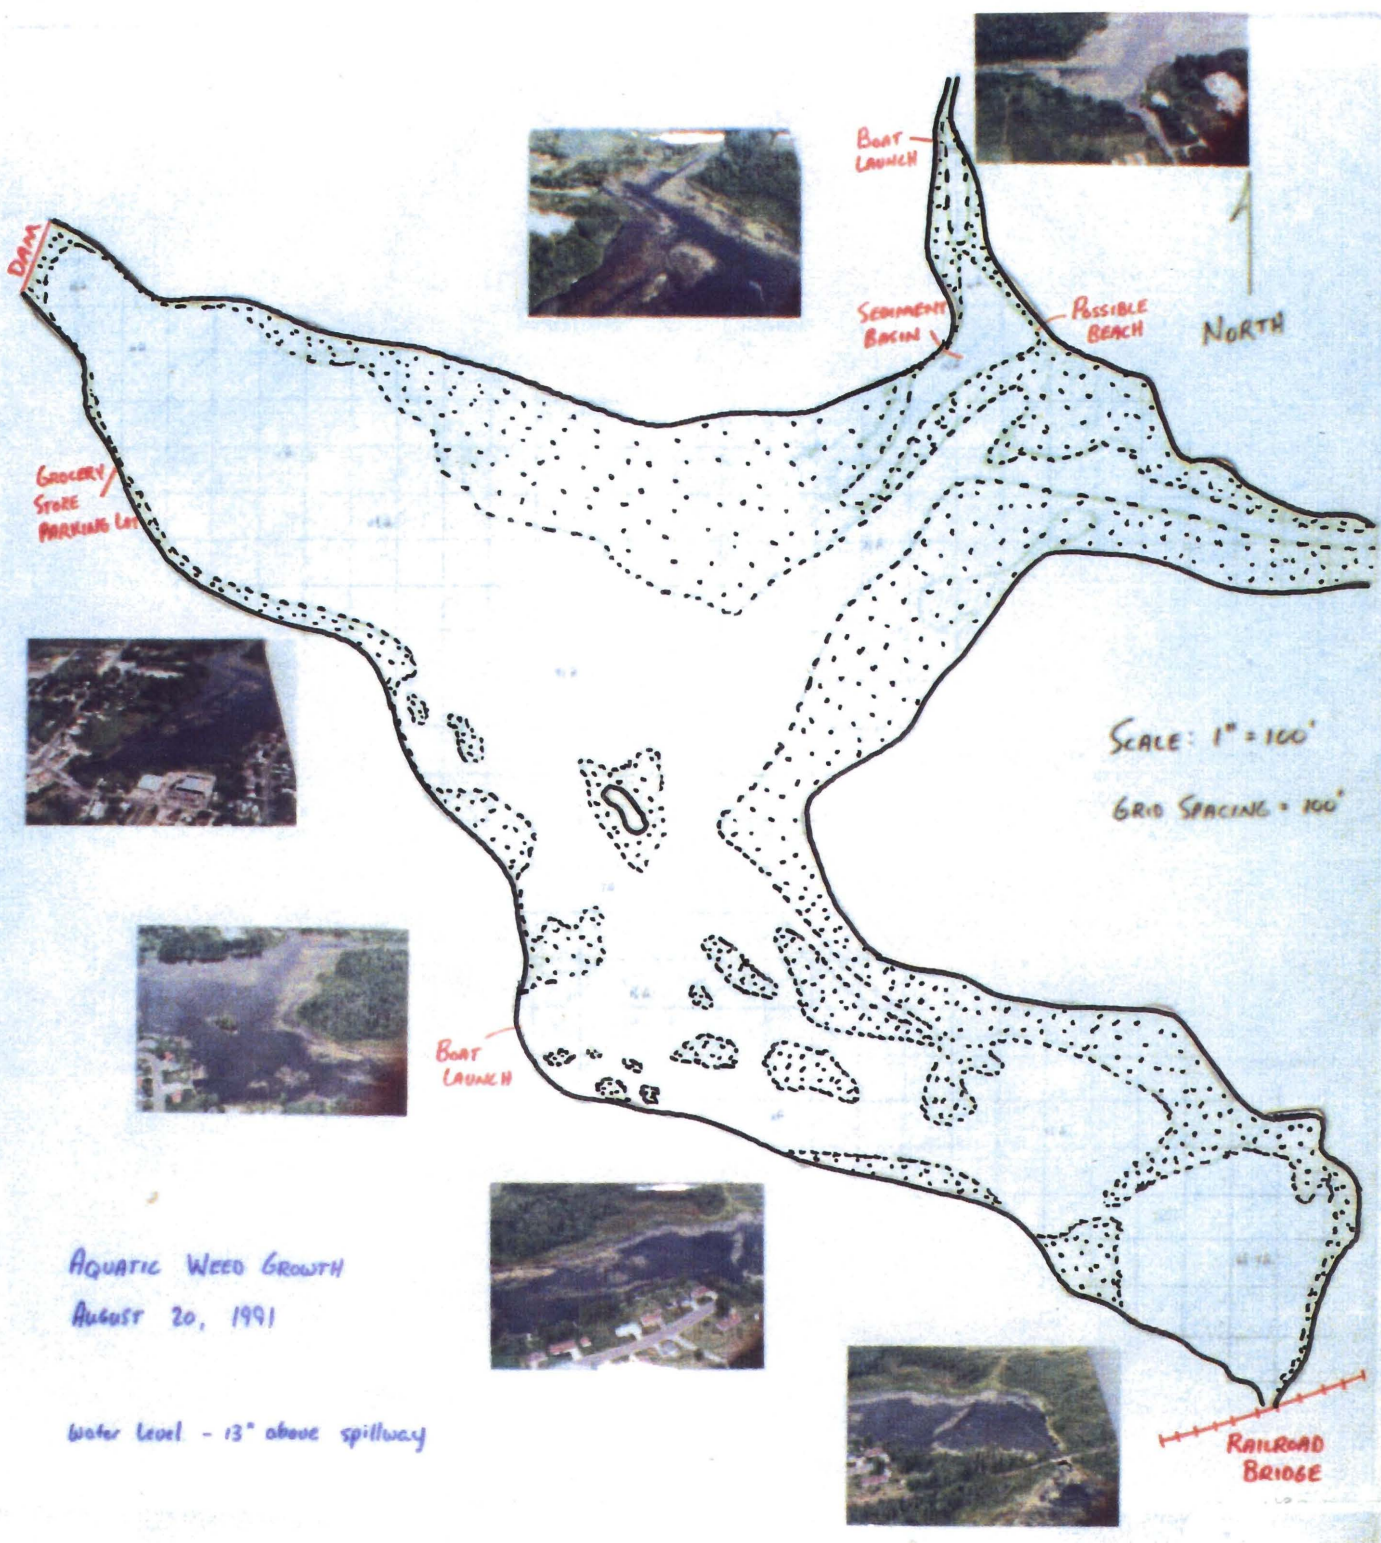 BOAT
LAUNCH
DAM
SEDIMENT
BASIN
POSSIBLE
BEACH
NORTH
GROCERY
STORE
PARKING LOT
SCALE: 1" = 100'
GRID SPACING = 100'
BOAT
LAUNCH
AQUATIC WEED GROWTH
AUGUST 20, 1991
Water Level - 13" above spillway
RAILROAD
BRIDGE